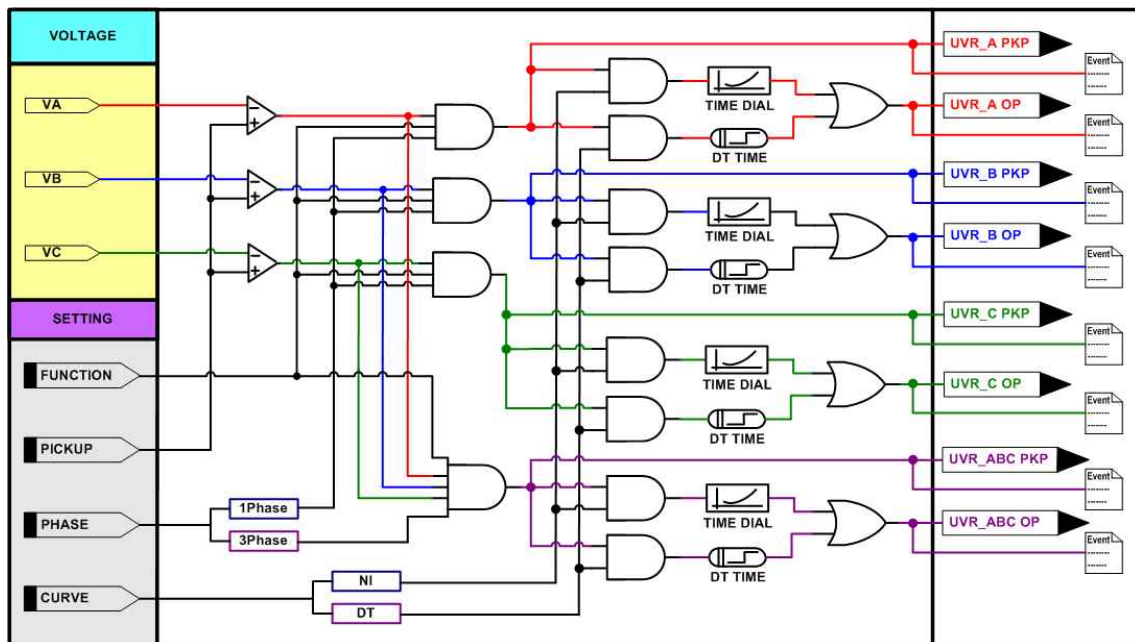 VOLTAGE
VA
VB
VC
SETTING
FUNCTION
PICKUP
PHASE
CURVE
−
+
−
+
−
+
1Phase
3Phase
NI
DT
TIME DIAL
DT TIME
TIME DIAL
DT TIME
TIME DIAL
DT TIME
TIME DIAL
DT TIME
UVR_A PKP
Event
UVR_A OP
Event
UVR_B PKP
Event
UVR_B OP
Event
UVR_C PKP
Event
UVR_C OP
Event
UVR_ABC PKP
Event
UVR_ABC OP
Event